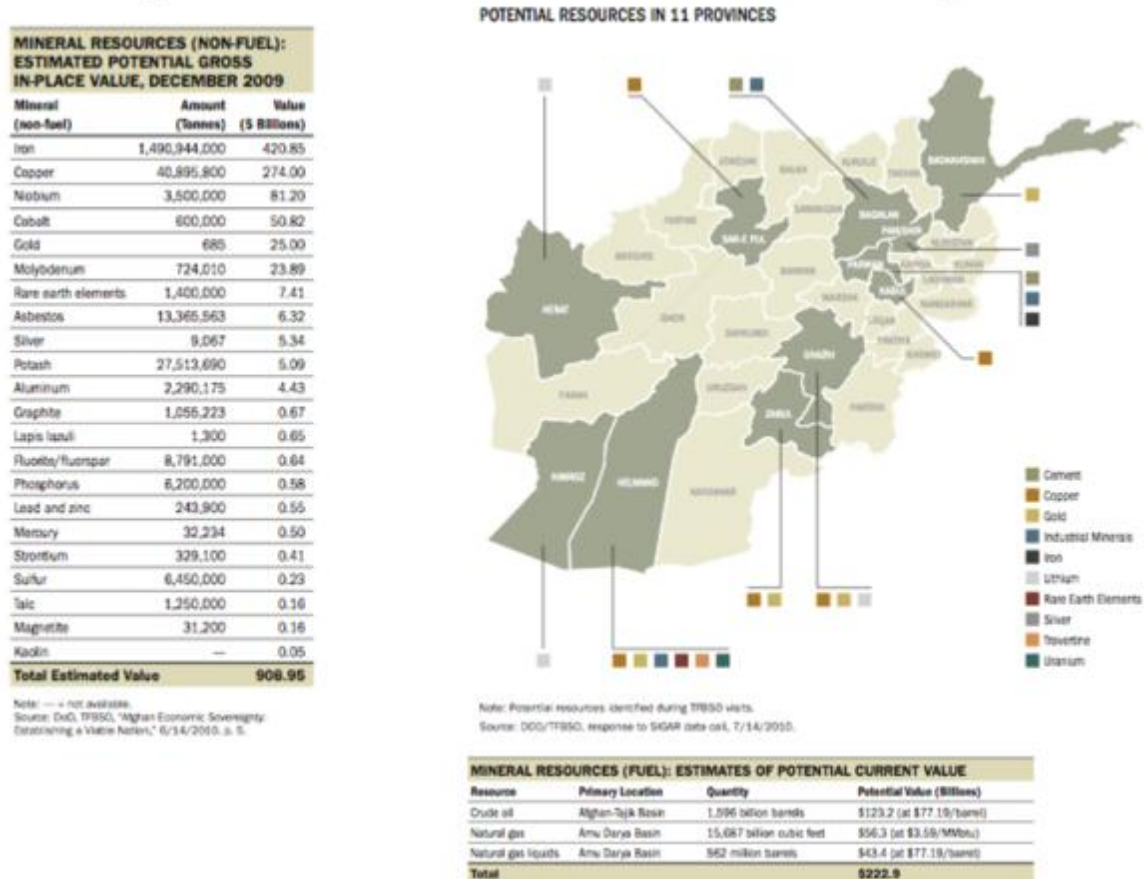 MINERAL RESOURCES (NON-FUEL):
ESTIMATED POTENTIAL GROSS
IN-PLACE VALUE, DECEMBER 2009
Mineral (non-fuel) Amount (Tonnes) Value ($ Billions)
Iron 1,490,944,000 420.85
Copper 40,895,800 274.00
Niobium 3,500,000 81.20
Cobalt 600,000 50.82
Gold 685 25.00
Molybdenum 724,010 23.89
Rare earth elements 1,400,000 7.41
Asbestos 13,365,563 6.32
Silver 9,067 5.34
Potash 27,513,690 5.09
Aluminum 2,290,175 4.43
Graphite 1,055,223 0.67
Lapis lazuli 1,300 0.65
Fluorite/fluorspar 8,791,000 0.64
Phosphorus 6,200,000 0.58
Lead and zinc 243,900 0.55
Mercury 32,234 0.50
Strontium 329,100 0.41
Sulfur 6,450,000 0.23
Talc 1,250,000 0.16
Magnetite 31,200 0.16
Kaolin — 0.05
Total Estimated Value 908.95
Note: — = not available.
Source: DoD, TFBSO, "Afghan Economic Sovereignty:
Establishing a Viable Nation," 6/14/2010, p. 5.
POTENTIAL RESOURCES IN 11 PROVINCES
BADAKHSHAN
BAGHLAN
PANJSHIR
SAR-E PUL
PARWAN
KABUL
HERAT
GHAZNI
ZABUL
NIMROZ
HELMAND
Cement
Copper
Gold
Industrial Minerals
Iron
Lithium
Rare Earth Elements
Silver
Travertine
Uranium
Note: Potential resources identified during TFBSO visits.
Source: DOD/TFBSO, response to SIGAR data call, 7/14/2010.
MINERAL RESOURCES (FUEL): ESTIMATES OF POTENTIAL CURRENT VALUE
Resource Primary Location Quantity Potential Value (Billions)
Crude oil Afghan-Tajik Basin 1,596 billion barrels $123.2 (at $77.19/barrel)
Natural gas Amu Darya Basin 15,687 billion cubic feet $56.3 (at $3.59/MMbtu)
Natural gas liquids Amu Darya Basin 562 million barrels $43.4 (at $77.19/barrel)
Total $222.9